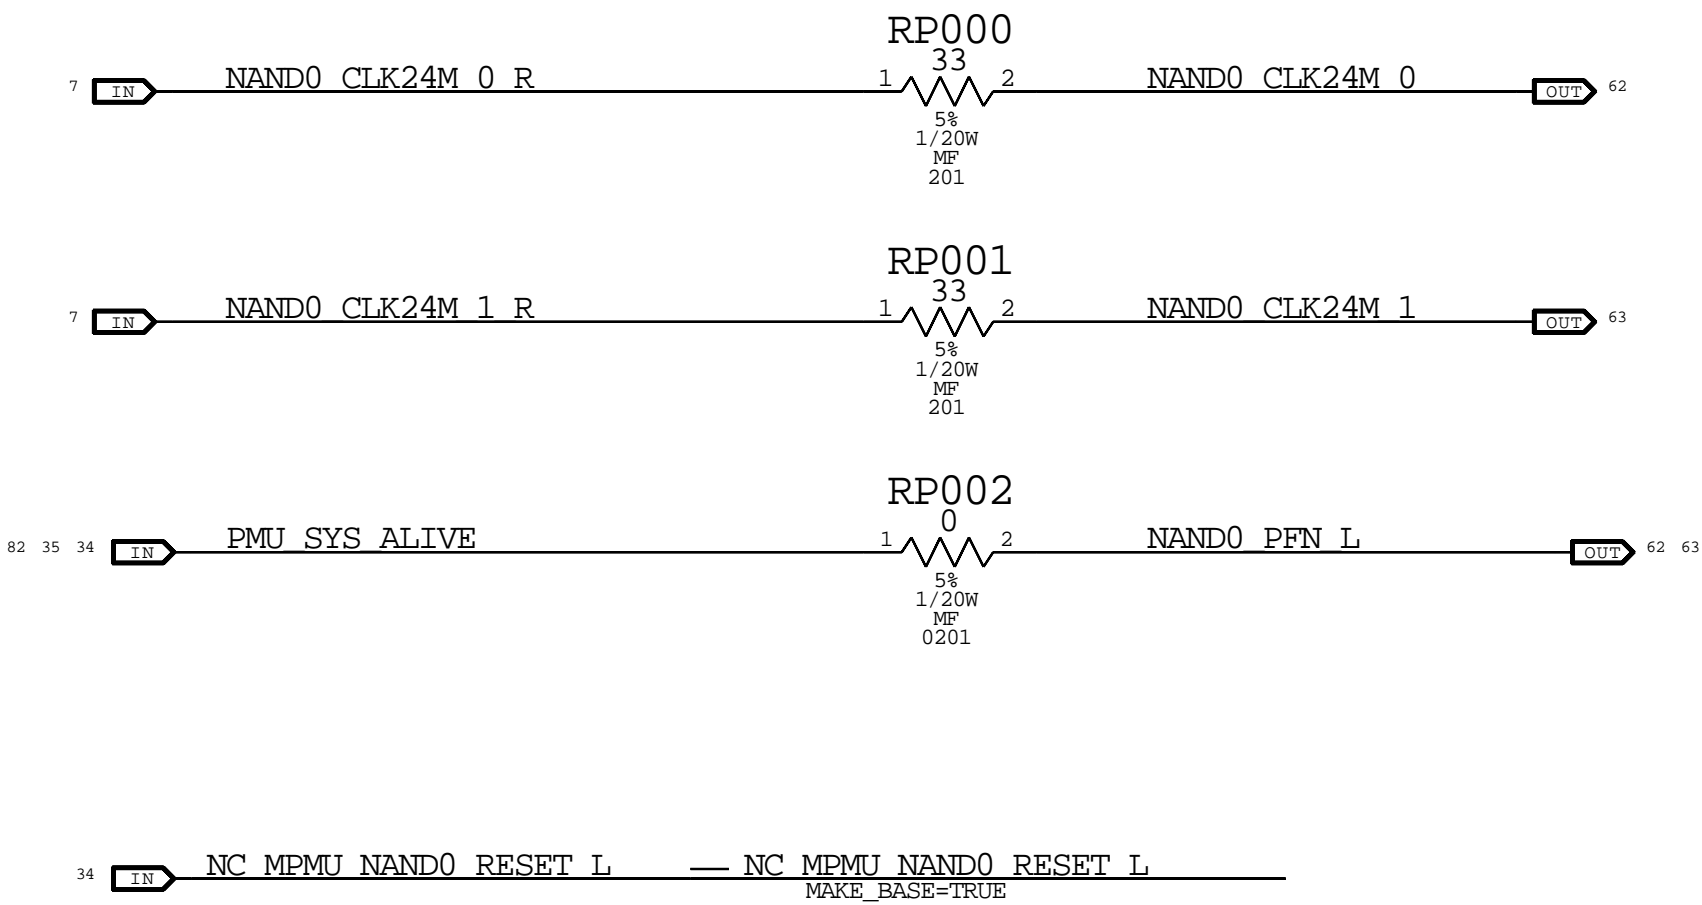 RP000
33
7 IN NAND0_CLK24M_0_R 1 2 NAND0_CLK24M_0 OUT 62
5%
1/20W
MF
201
RP001
33
7 IN NAND0_CLK24M_1_R 1 2 NAND0_CLK24M_1 OUT 63
5%
1/20W
MF
201
RP002
0
82 35 34 IN PMU_SYS_ALIVE 1 2 NAND0_PFN_L OUT 62 63
5%
1/20W
MF
0201
34 IN NC_MPMU_NAND0_RESET_L NC_MPMU_NAND0_RESET_L
MAKE_BASE=TRUE